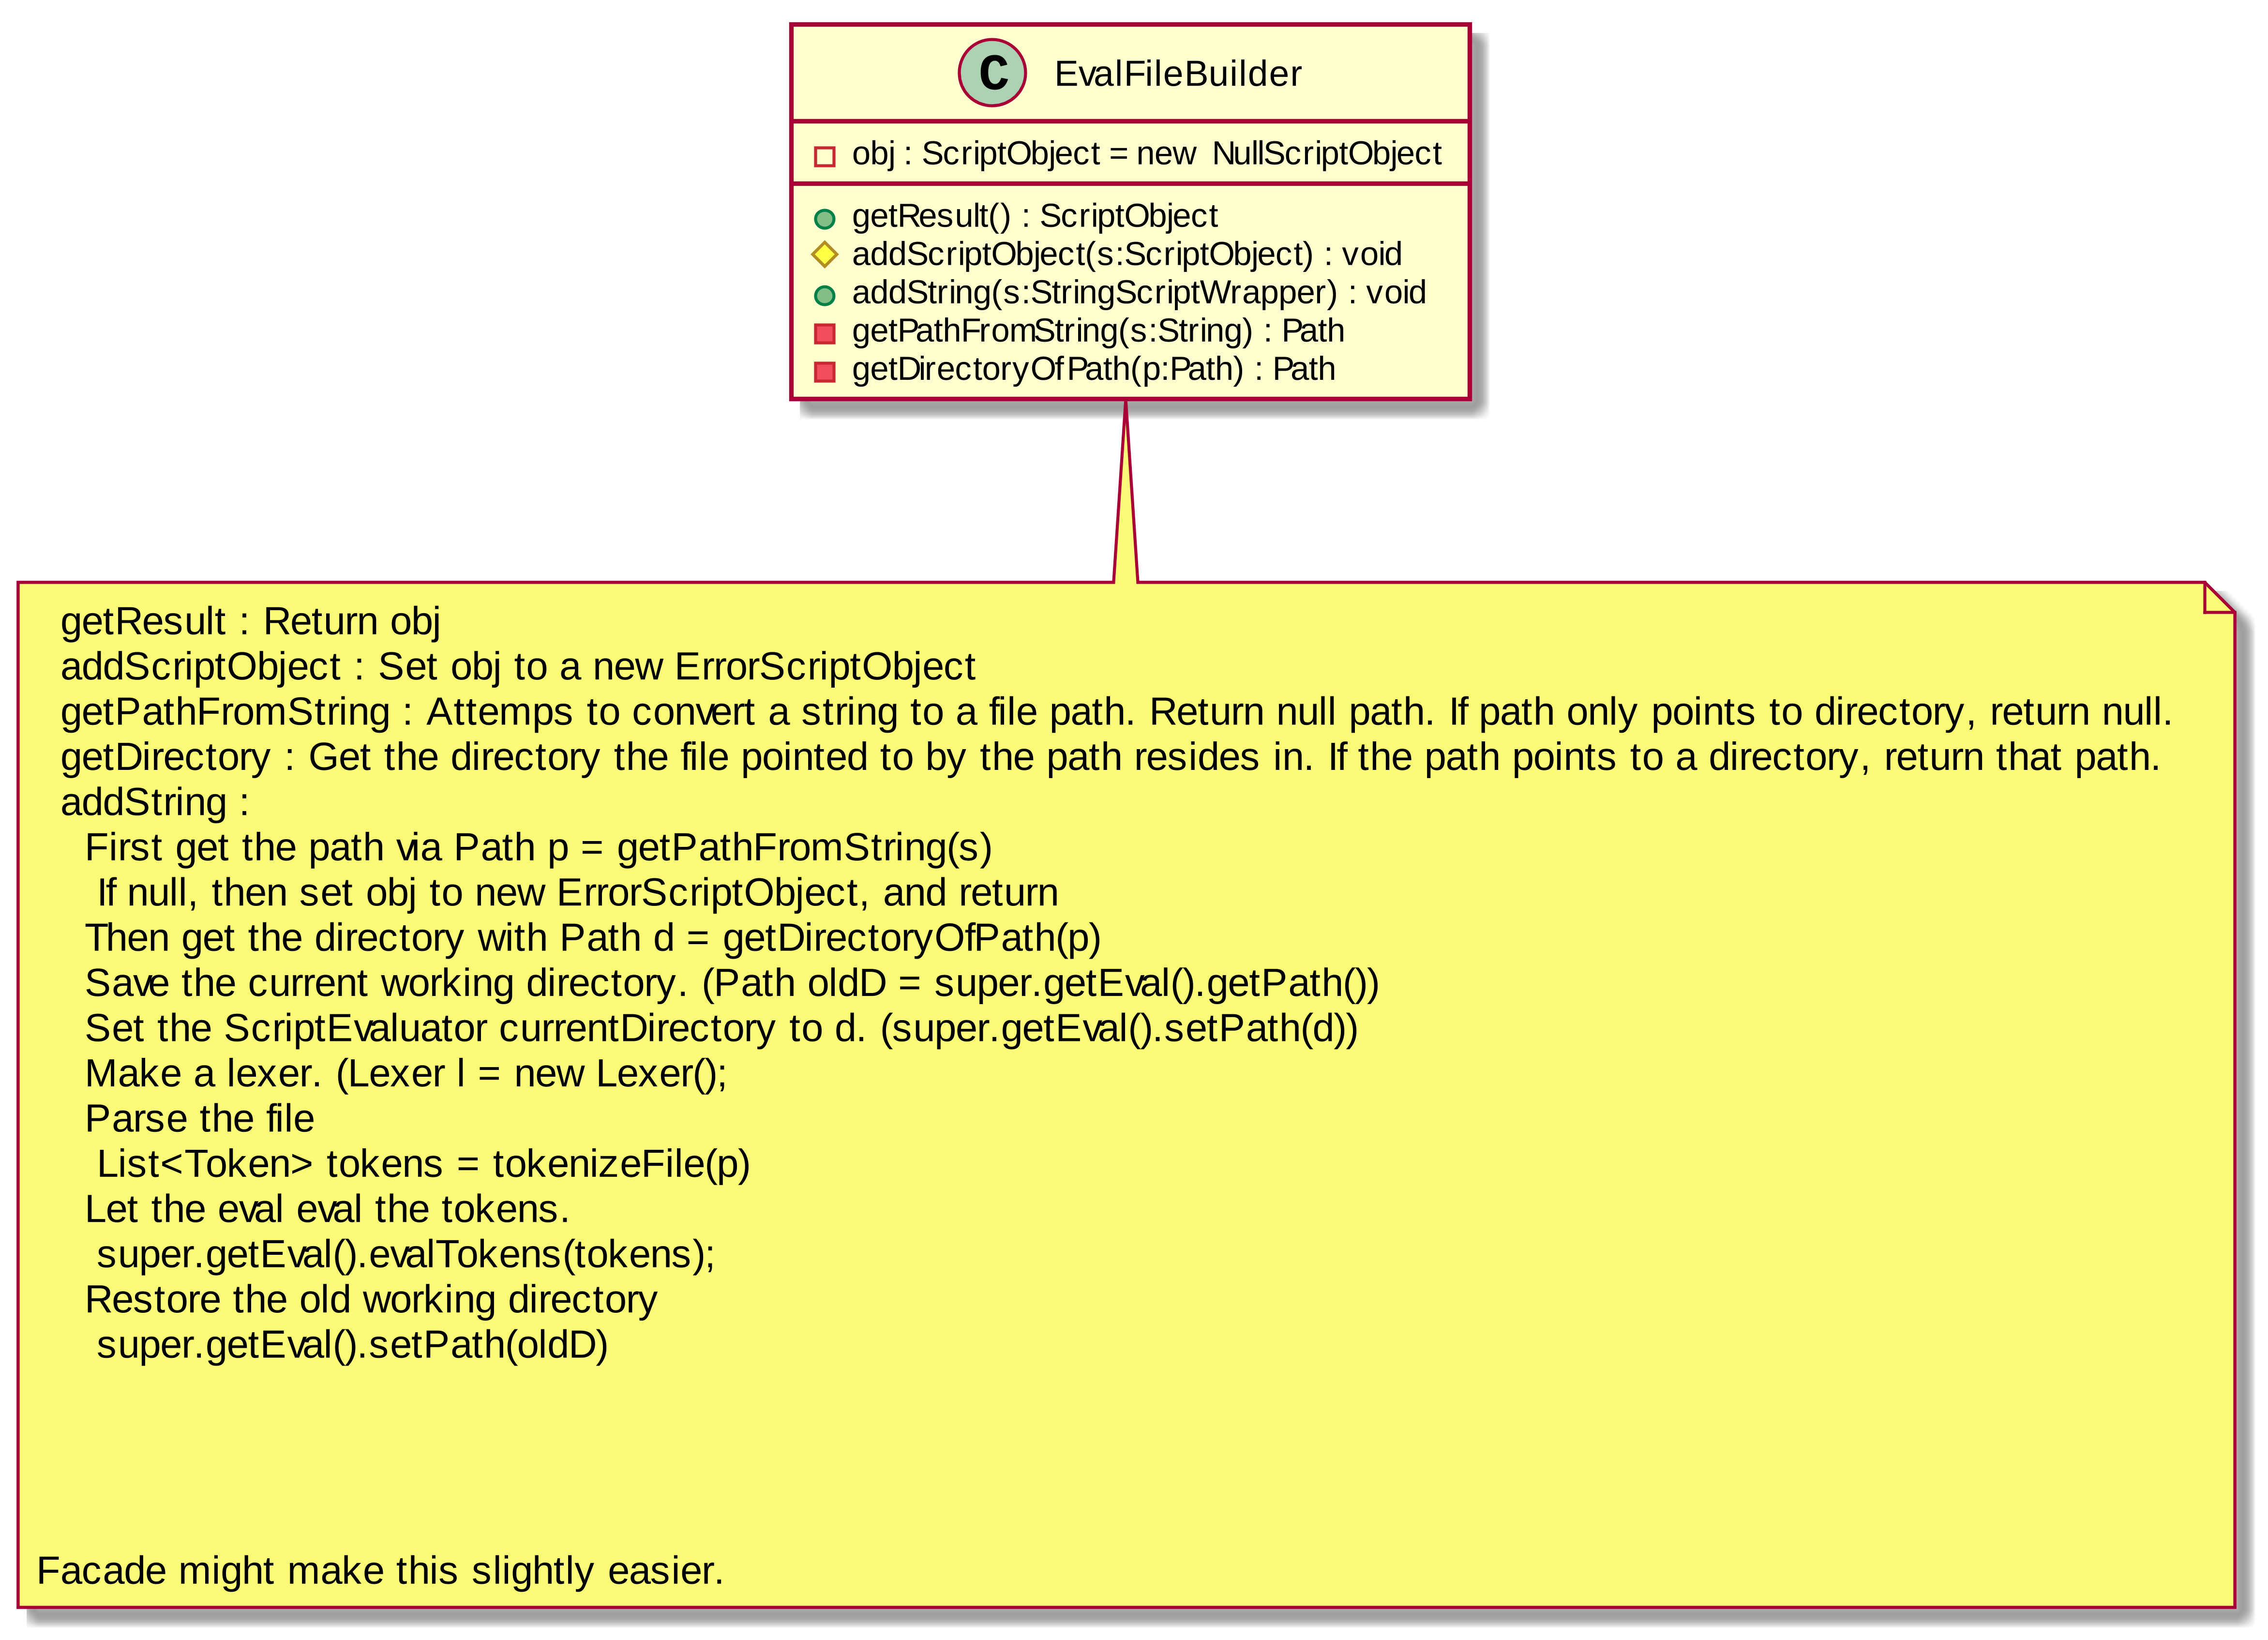 C EvalFileBuilder
obj : ScriptObject = new NullScriptObject
getResult() : ScriptObject
addScriptObject(s:ScriptObject) : void
addString(s:StringScriptWrapper) : void
getPathFromString(s:String) : Path
getDirectoryOfPath(p:Path) : Path
getResult : Return obj
addScriptObject : Set obj to a new ErrorScriptObject
getPathFromString : Attemps to convert a string to a file path. Return null path. If path only points to directory, return null.
getDirectory : Get the directory the file pointed to by the path resides in. If the path points to a directory, return that path.
addString :
First get the path via Path p = getPathFromString(s)
If null, then set obj to new ErrorScriptObject, and return
Then get the directory with Path d = getDirectoryOfPath(p)
Save the current working directory. (Path oldD = super.getEval().getPath())
Set the ScriptEvaluator currentDirectory to d. (super.getEval().setPath(d))
Make a lexer. (Lexer l = new Lexer();
Parse the file
List<Token> tokens = tokenizeFile(p)
Let the eval eval the tokens.
super.getEval().evalTokens(tokens);
Restore the old working directory
super.getEval().setPath(oldD)
Facade might make this slightly easier.